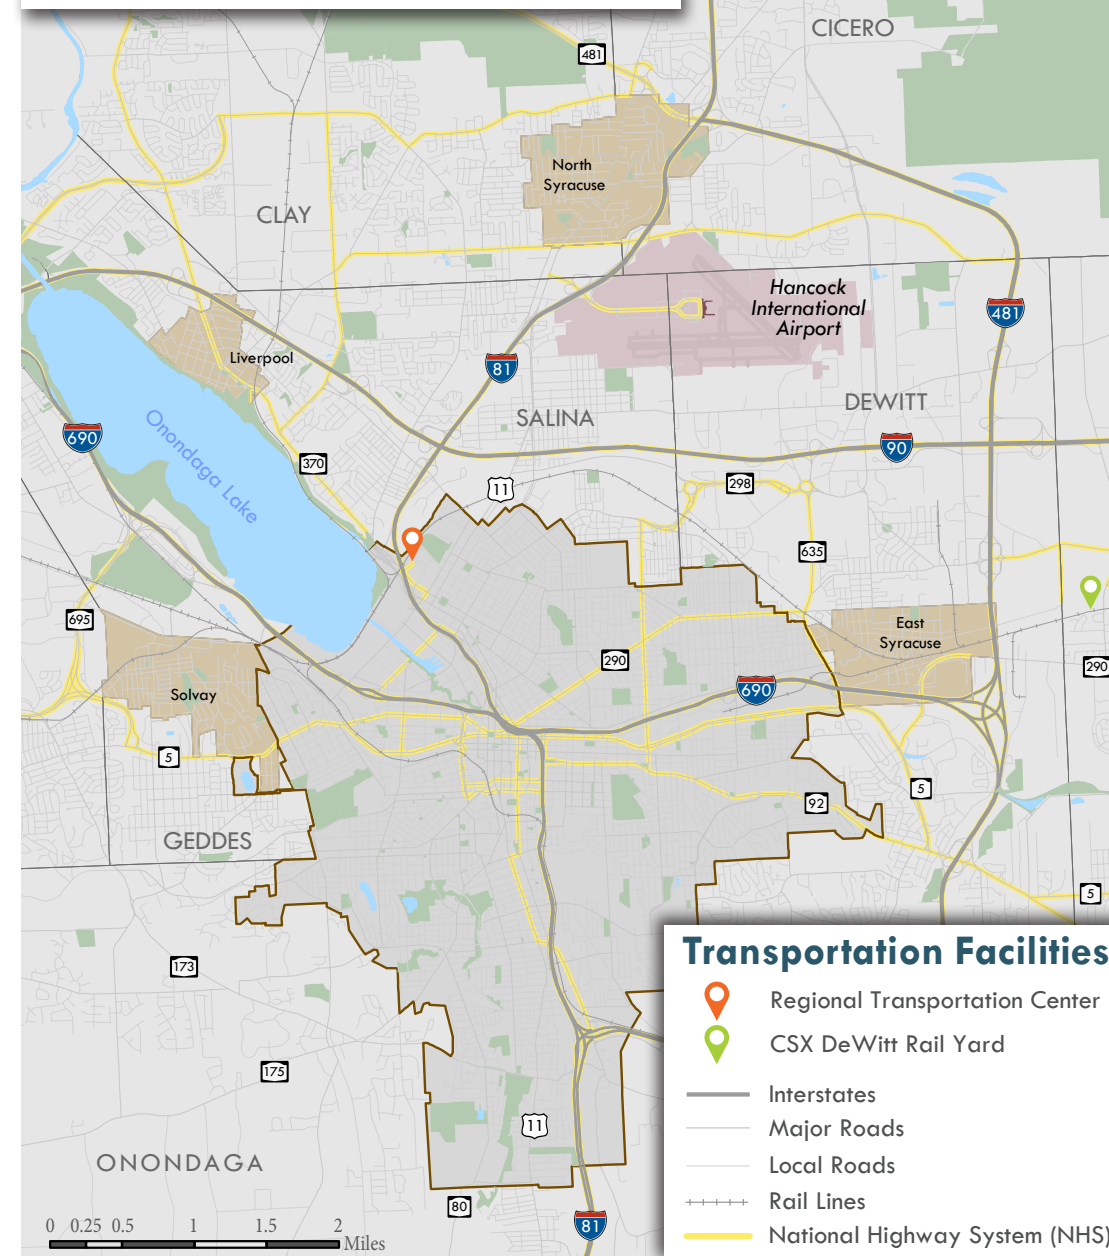 CICERO
481
North
Syracuse
CLAY
Hancock
International
Airport
481
Liverpool
81
SALINA
DEWITT
690
Onondaga Lake
90
370
11
298
635
695
East
Syracuse
290
290
Solvay
690
5
5
92
GEDDES
5
173
Transportation Facilities
Regional Transportation Center
CSX DeWitt Rail Yard
175
Interstates
11
Major Roads
ONONDAGA
Local Roads
80
Rail Lines
0 0.25 0.5 1 1.5 2
Miles
81
National Highway System (NHS)